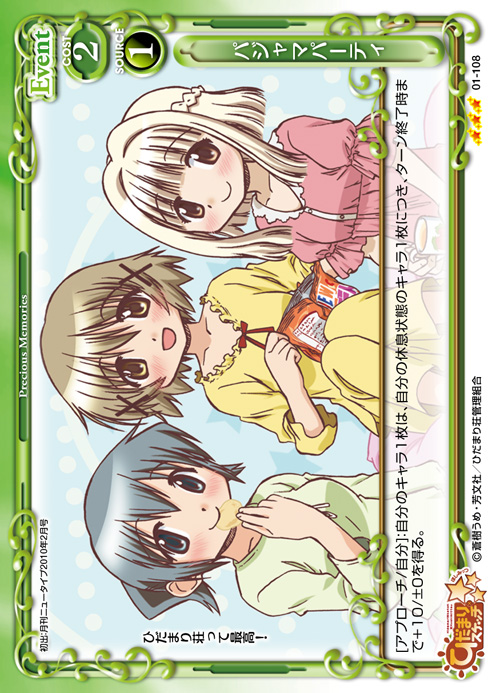 Event
COST
2
SOURCE
1
パジャマパーティ
Precious Memories
初出:月刊ニュータイプ2010年2月号
ひだまり荘って最高!
[アプローチ/自分]:自分のキャラ1枚は、自分の休息状態のキャラ1枚につき、ターン終了時ま
で+10/±0を得る。
ひだまり
スケッチ
©蒼樹うめ・芳文社/ひだまり荘管理組合
01-108